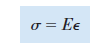 σ = Eϵ